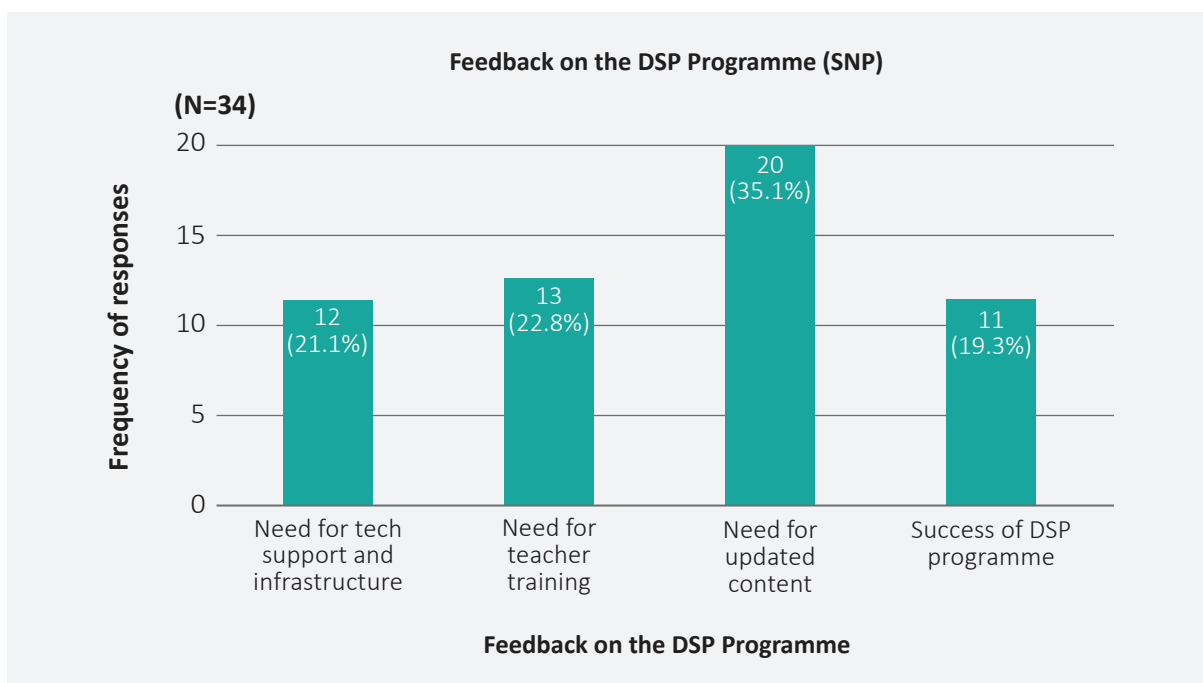 Feedback on the DSP Programme (SNP)
(N=34)
Frequency of responses
20
15
10
5
0
12
(21.1%)
13
(22.8%)
20
(35.1%)
11
(19.3%)
Need for tech
support and
infrastructure
Need for
teacher
training
Need for
updated
content
Success of DSP
programme
Feedback on the DSP Programme